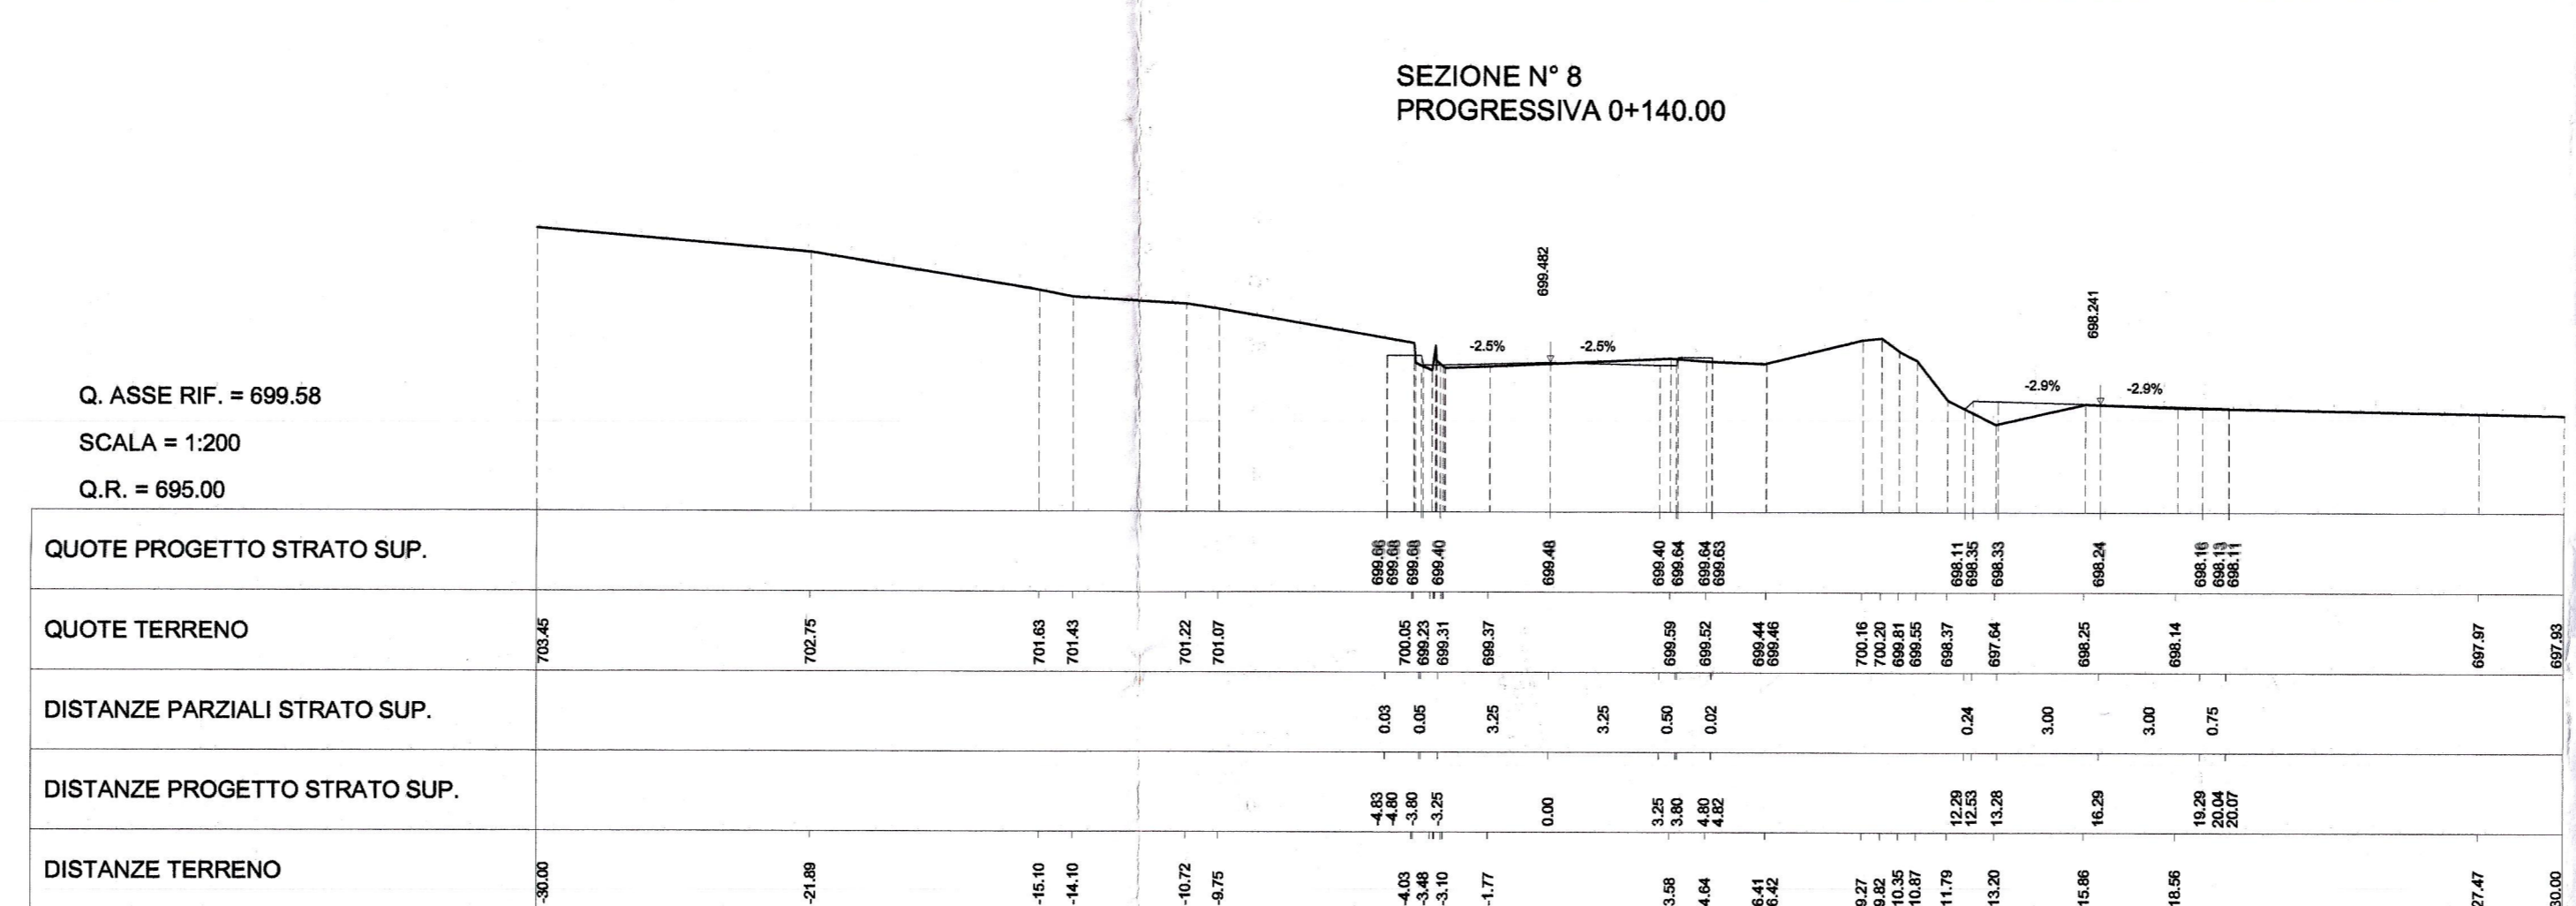 SEZIONE N° 8
PROGRESSIVA 0+140.00
699.482
698.241
-2.5% -2.5%
-2.9% -2.9%
Q. ASSE RIF. = 699.58
SCALA = 1:200
Q.R. = 695.00
QUOTE PROGETTO STRATO SUP. 699.66 699.68 699.68 699.40 699.48 699.40 699.64 699.64 699.63 698.11 698.35 698.33 698.24 698.16 698.13 698.11
QUOTE TERRENO 703.45 702.75 701.63 701.43 701.22 701.07 700.05 699.23 699.31 699.37 699.59 699.52 699.44 699.46 700.16 700.20 699.81 699.55 698.37 697.64 698.25 698.14 697.97 697.93
DISTANZE PARZIALI STRATO SUP. 0.03 0.05 3.25 3.25 0.50 0.02 0.24 3.00 3.00 0.75
DISTANZE PROGETTO STRATO SUP. -4.83 -4.80 -3.80 -3.25 0.00 3.25 3.80 4.80 4.82 12.29 12.53 13.28 16.29 19.29 20.04 20.07
DISTANZE TERRENO -30.00 -21.89 -15.10 -14.10 -10.72 -9.75 -4.03 -3.48 -3.10 -1.77 3.58 4.64 6.41 6.42 9.27 9.82 10.35 10.87 11.79 13.20 15.86 18.56 27.47 30.00